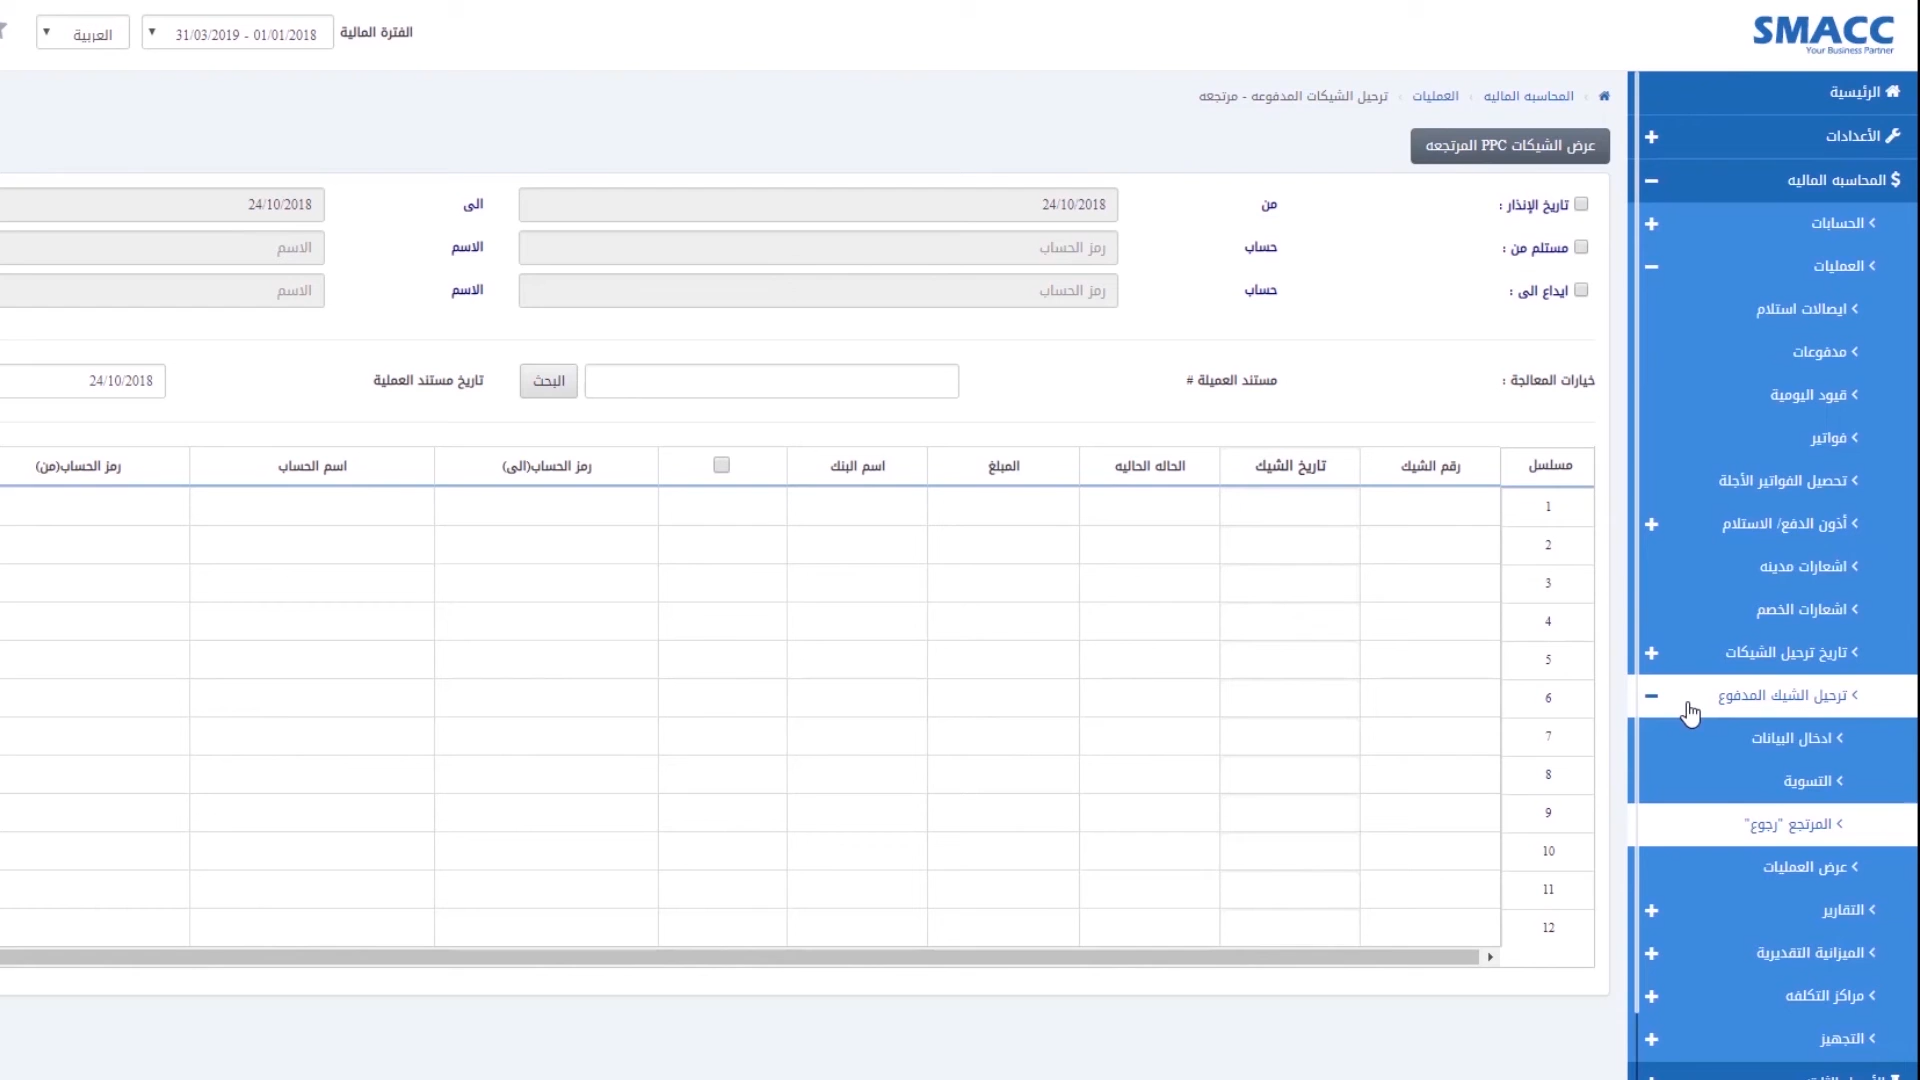 SMACC
Your Business Partner
الفترة المالية
01/01/2018 - 31/03/2019
العربية
الرئيسية
الأعدادات
المحاسبه الماليه
الحسابات
العمليات
ايصالات استلام
مدفوعات
قيود اليومية
فواتير
تحصيل الفواتير الأجلة
أذون الدفع/ الاستلام
اشعارات مدينه
اشعارات الخصم
تاريخ ترحيل الشيكات
ترحيل الشيك المدفوع
ادخال البيانات
التسوية
المرتجع "رجوع"
عرض العمليات
التقارير
الميزانية التقديرية
مراكز التكلفه
التجهيز
المحاسبه الماليه › العمليات › ترحيل الشيكات المدفوعه - مرتجعه
عرض الشيكات PPC المرتجعه
تاريخ الإنذار : من 24/10/2018 الى 24/10/2018
مستلم من : حساب رمز الحساب الاسم الاسم
ايداع الى : حساب رمز الحساب الاسم الاسم
خيارات المعالجة : مستند العميلة # البحث تاريخ مستند العملية 24/10/2018
مسلسل رقم الشيك تاريخ الشيك الحاله الحاليه المبلغ اسم البنك رمز الحساب(الى) اسم الحساب رمز الحساب(من)
1
2
3
4
5
6
7
8
9
10
11
12